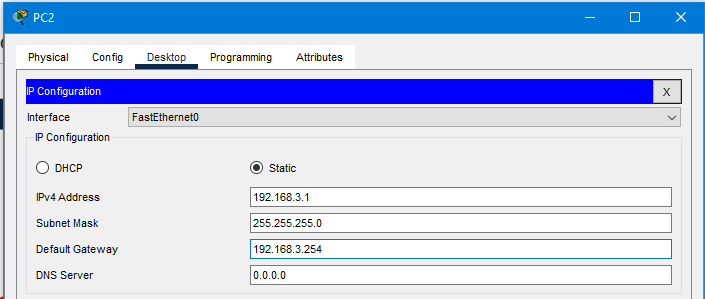 PC2
Physical Config Desktop Programming Attributes
IP Configuration X
Interface FastEthernet0
IP Configuration
DHCP Static
IPv4 Address 192.168.3.1
Subnet Mask 255.255.255.0
Default Gateway 192.168.3.254
DNS Server 0.0.0.0